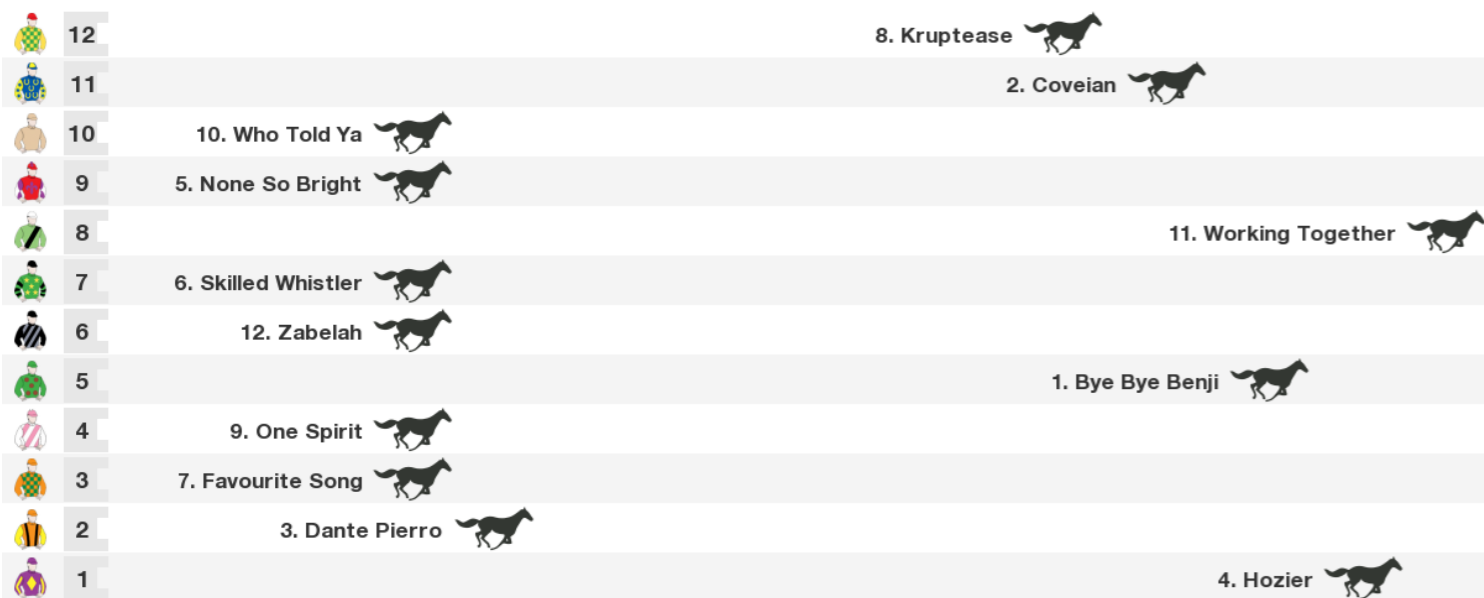 12 8. Kruptease
11 2. Coveian
10 10. Who Told Ya
9 5. None So Bright
8 11. Working Together
7 6. Skilled Whistler
6 12. Zabelah
5 1. Bye Bye Benji
4 9. One Spirit
3 7. Favourite Song
2 3. Dante Pierro
1 4. Hozier